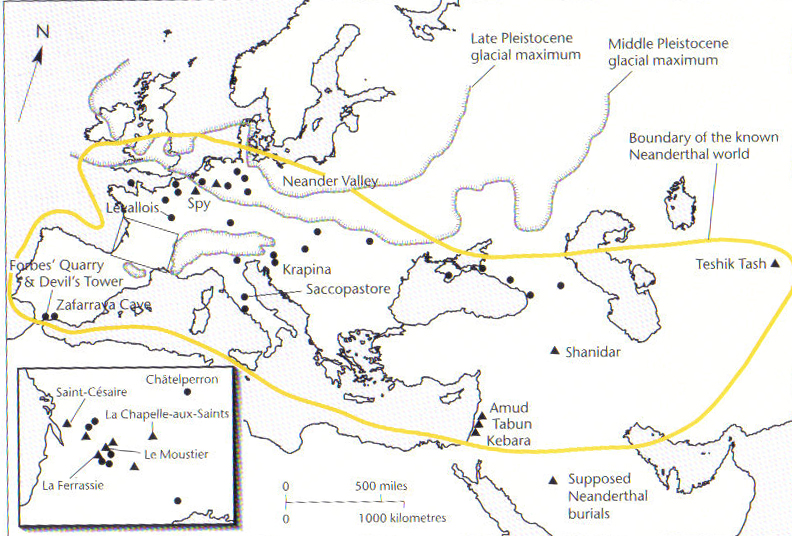 N
Late Pleistocene
glacial maximum
Middle Pleistocene
glacial maximum
Boundary of the known
Neanderthal world
Neander Valley
Levallois
Spy
Forbes' Quarry
& Devil's Tower
Zafarraya Cave
Krapina
Saccopastore
Teshik Tash
Shanidar
Amud
Tabun
Kebara
Châtelperron
Saint-Césaire
La Chapelle-aux-Saints
Le Moustier
La Ferrassie
0 500 miles
0 1000 kilometres
Supposed
Neanderthal
burials